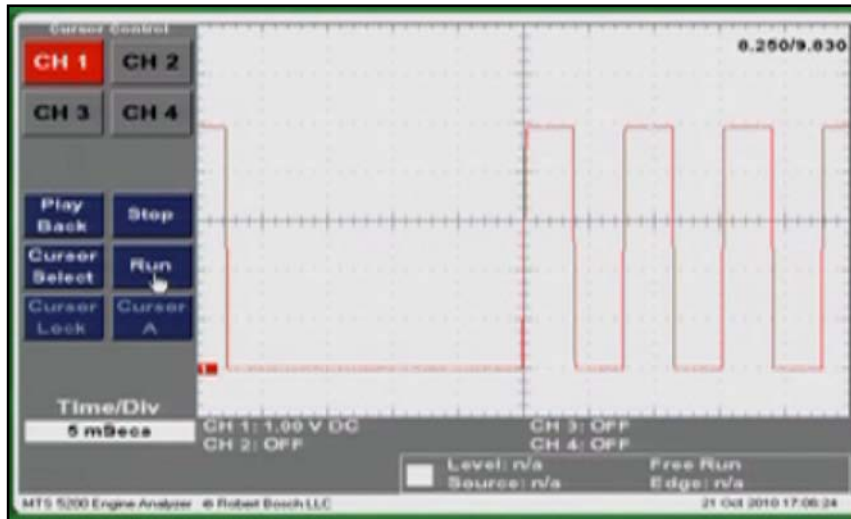 Cursor Control
CH 1
CH 2
CH 3
CH 4
8.250/9.830
Play Back
Stop
Cursor Select
Run
Cursor Lock
Cursor A
Time/Div
5 mSecs
CH 1: 1.00 V DC
CH 2: OFF
CH 3: OFF
CH 4: OFF
Level: n/a
Source: n/a
Free Run
Edge: n/a
1
MTS 5200 Engine Analyzer © Robert Bosch LLC
21 Oct 2010 17:06:24